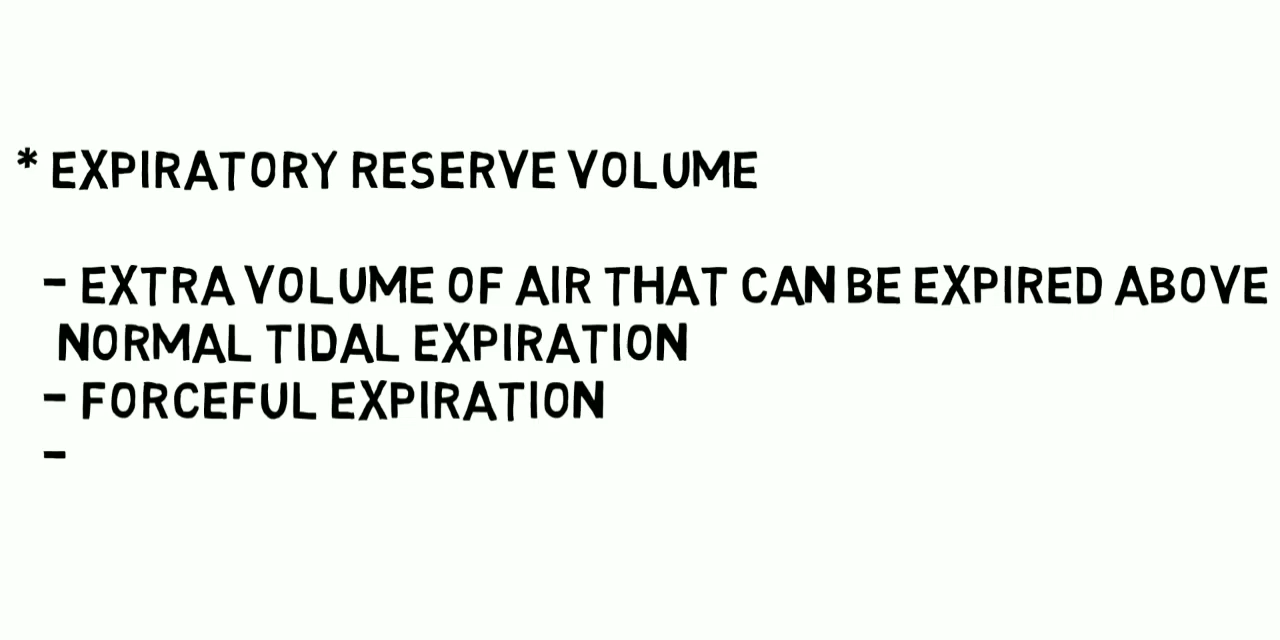 * EXPIRATORY RESERVE VOLUME
- EXTRA VOLUME OF AIR THAT CAN BE EXPIRED ABOVE
NORMAL TIDAL EXPIRATION
- FORCEFUL EXPIRATION
-